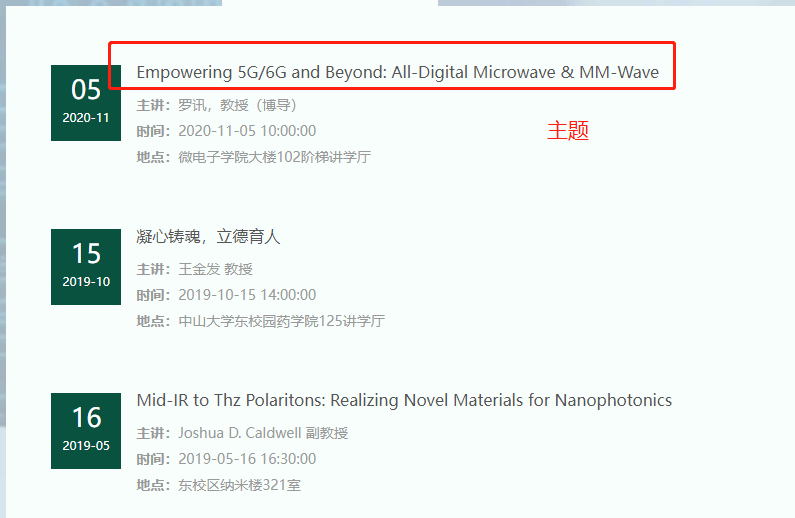 05
2020-11
Empowering 5G/6G and Beyond: All-Digital Microwave & MM-Wave
主讲：罗讯，教授（博导）
时间：2020-11-05 10:00:00
主题
地点：微电子学院大楼102阶梯讲学厅
15
2019-10
凝心铸魂，立德育人
主讲：王金发 教授
时间：2019-10-15 14:00:00
地点：中山大学东校园药学院125讲学厅
16
2019-05
Mid-IR to Thz Polaritons: Realizing Novel Materials for Nanophotonics
主讲：Joshua D. Caldwell 副教授
时间：2019-05-16 16:30:00
地点：东校区纳米楼321室